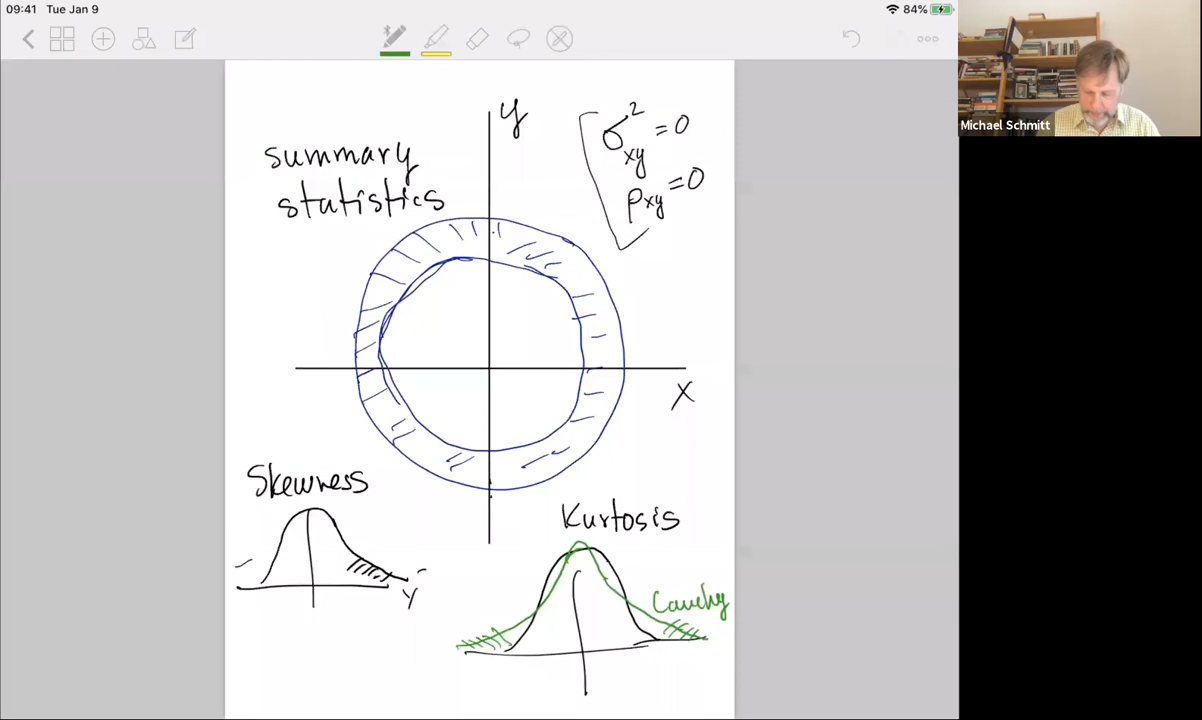 09:41 Tue Jan 9
84%
Michael Schmitt
summary
statistics
y
σ²xy = 0
ρxy = 0
x
Skewness
Kurtosis
Cauchy